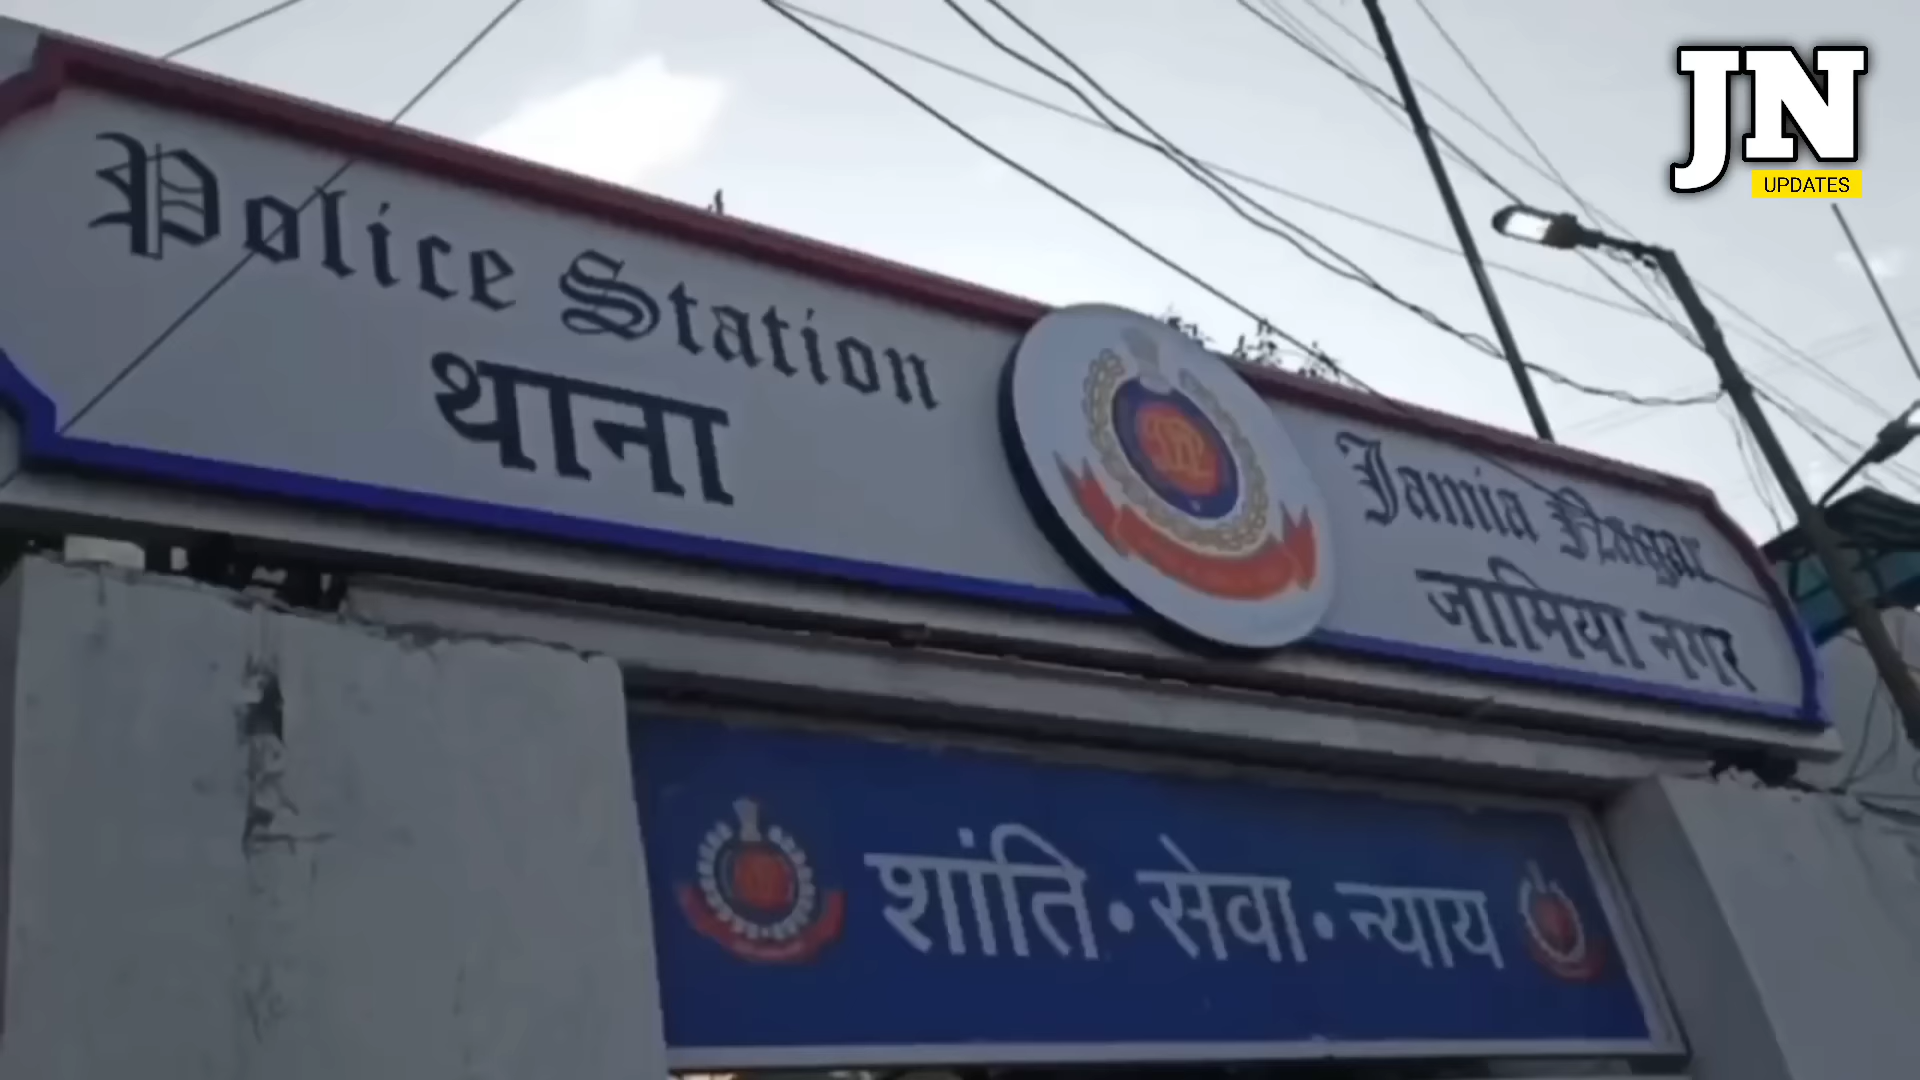 JN
UPDATES
Police Station
थाना
Jamia Nagar
जामिया नगर
शांति • सेवा • न्याय